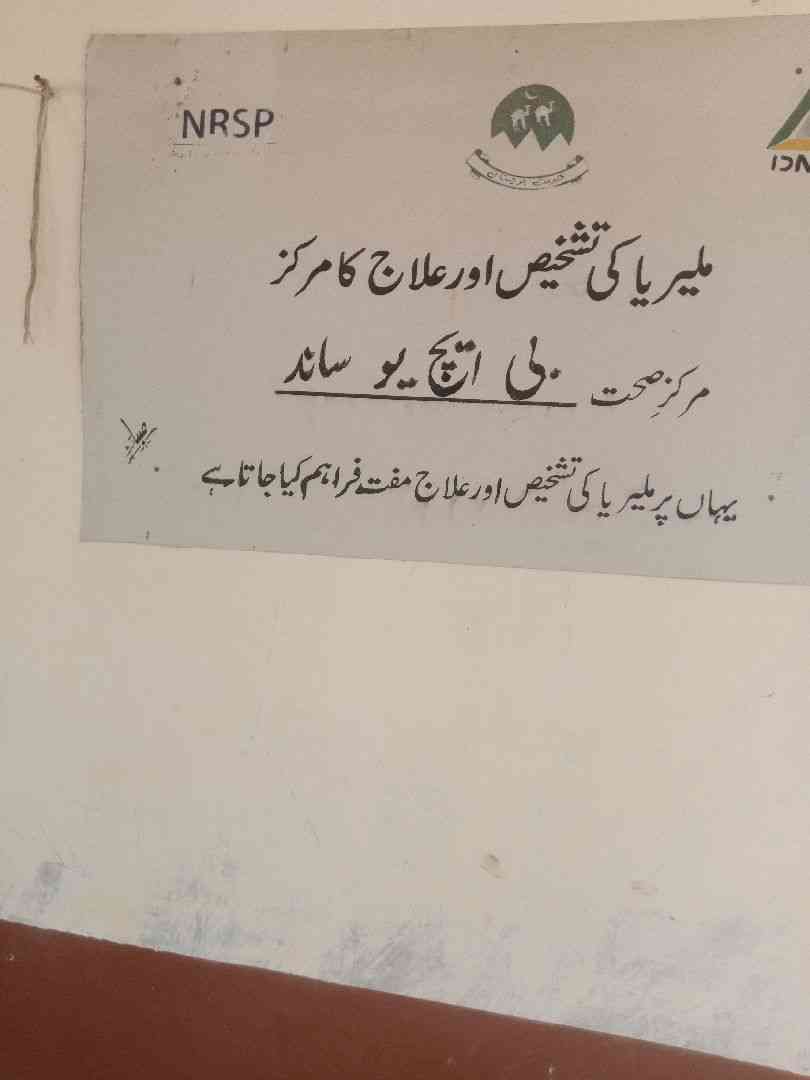 NRSP
ملیریا کی تشخیص اور علاج کا مرکز
مرکزِ صحت بی ایچ یو ساند
یہاں پر ملیریا کی تشخیص اور علاج مفت فراہم کیا جاتا ہے